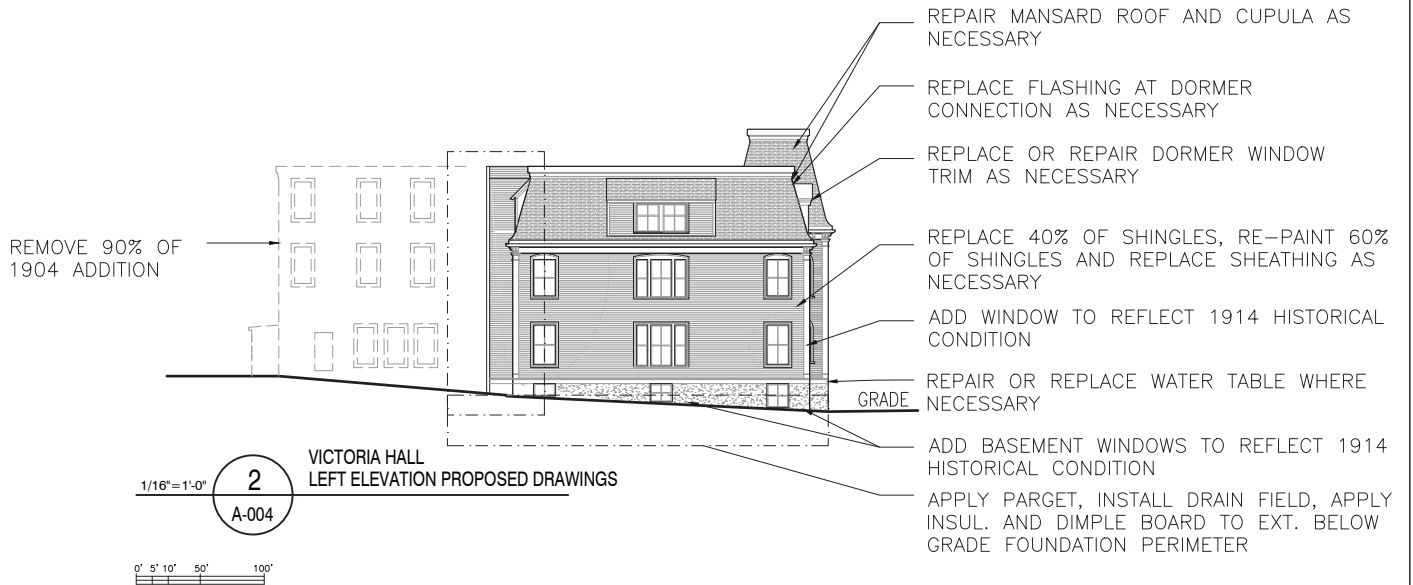 REPAIR MANSARD ROOF AND CUPULA AS
NECESSARY
REPLACE FLASHING AT DORMER
CONNECTION AS NECESSARY
REPLACE OR REPAIR DORMER WINDOW
TRIM AS NECESSARY
REMOVE 90% OF
1904 ADDITION
REPLACE 40% OF SHINGLES, RE-PAINT 60%
OF SHINGLES AND REPLACE SHEATHING AS
NECESSARY
ADD WINDOW TO REFLECT 1914 HISTORICAL
CONDITION
REPAIR OR REPLACE WATER TABLE WHERE
NECESSARY
GRADE
ADD BASEMENT WINDOWS TO REFLECT 1914
HISTORICAL CONDITION
APPLY PARGET, INSTALL DRAIN FIELD, APPLY
INSUL. AND DIMPLE BOARD TO EXT. BELOW
GRADE FOUNDATION PERIMETER
1/16"=1'-0"
2
A-004
VICTORIA HALL
LEFT ELEVATION PROPOSED DRAWINGS
0' 5' 10' 50' 100'